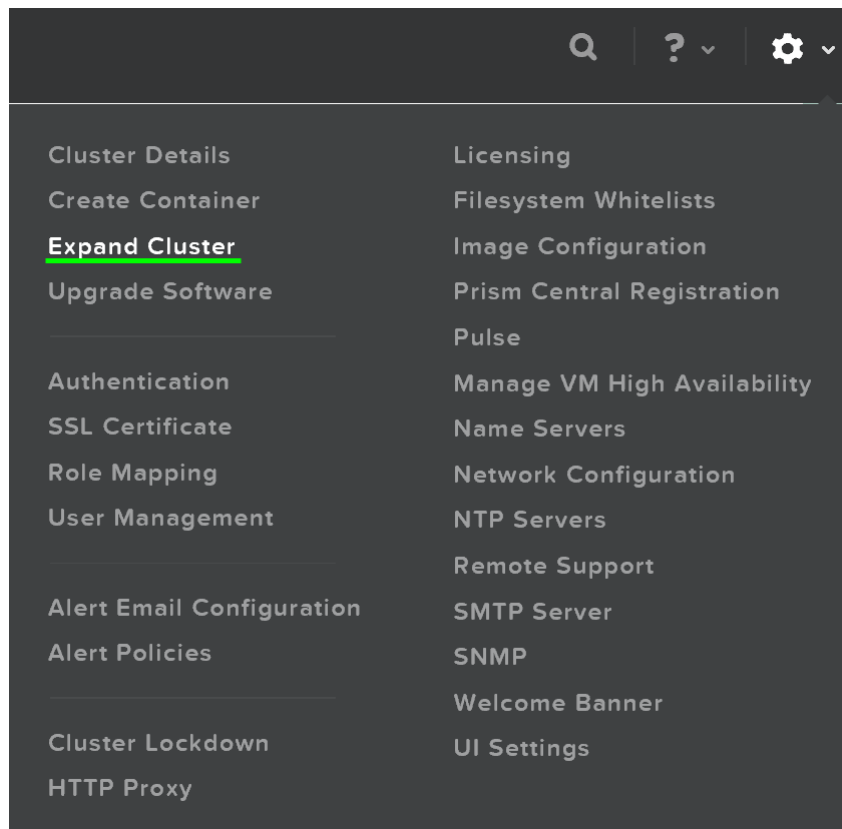 ?
Cluster Details
Create Container
Expand Cluster
Upgrade Software
Authentication
SSL Certificate
Role Mapping
User Management
Alert Email Configuration
Alert Policies
Cluster Lockdown
HTTP Proxy
Licensing
Filesystem Whitelists
Image Configuration
Prism Central Registration
Pulse
Manage VM High Availability
Name Servers
Network Configuration
NTP Servers
Remote Support
SMTP Server
SNMP
Welcome Banner
UI Settings